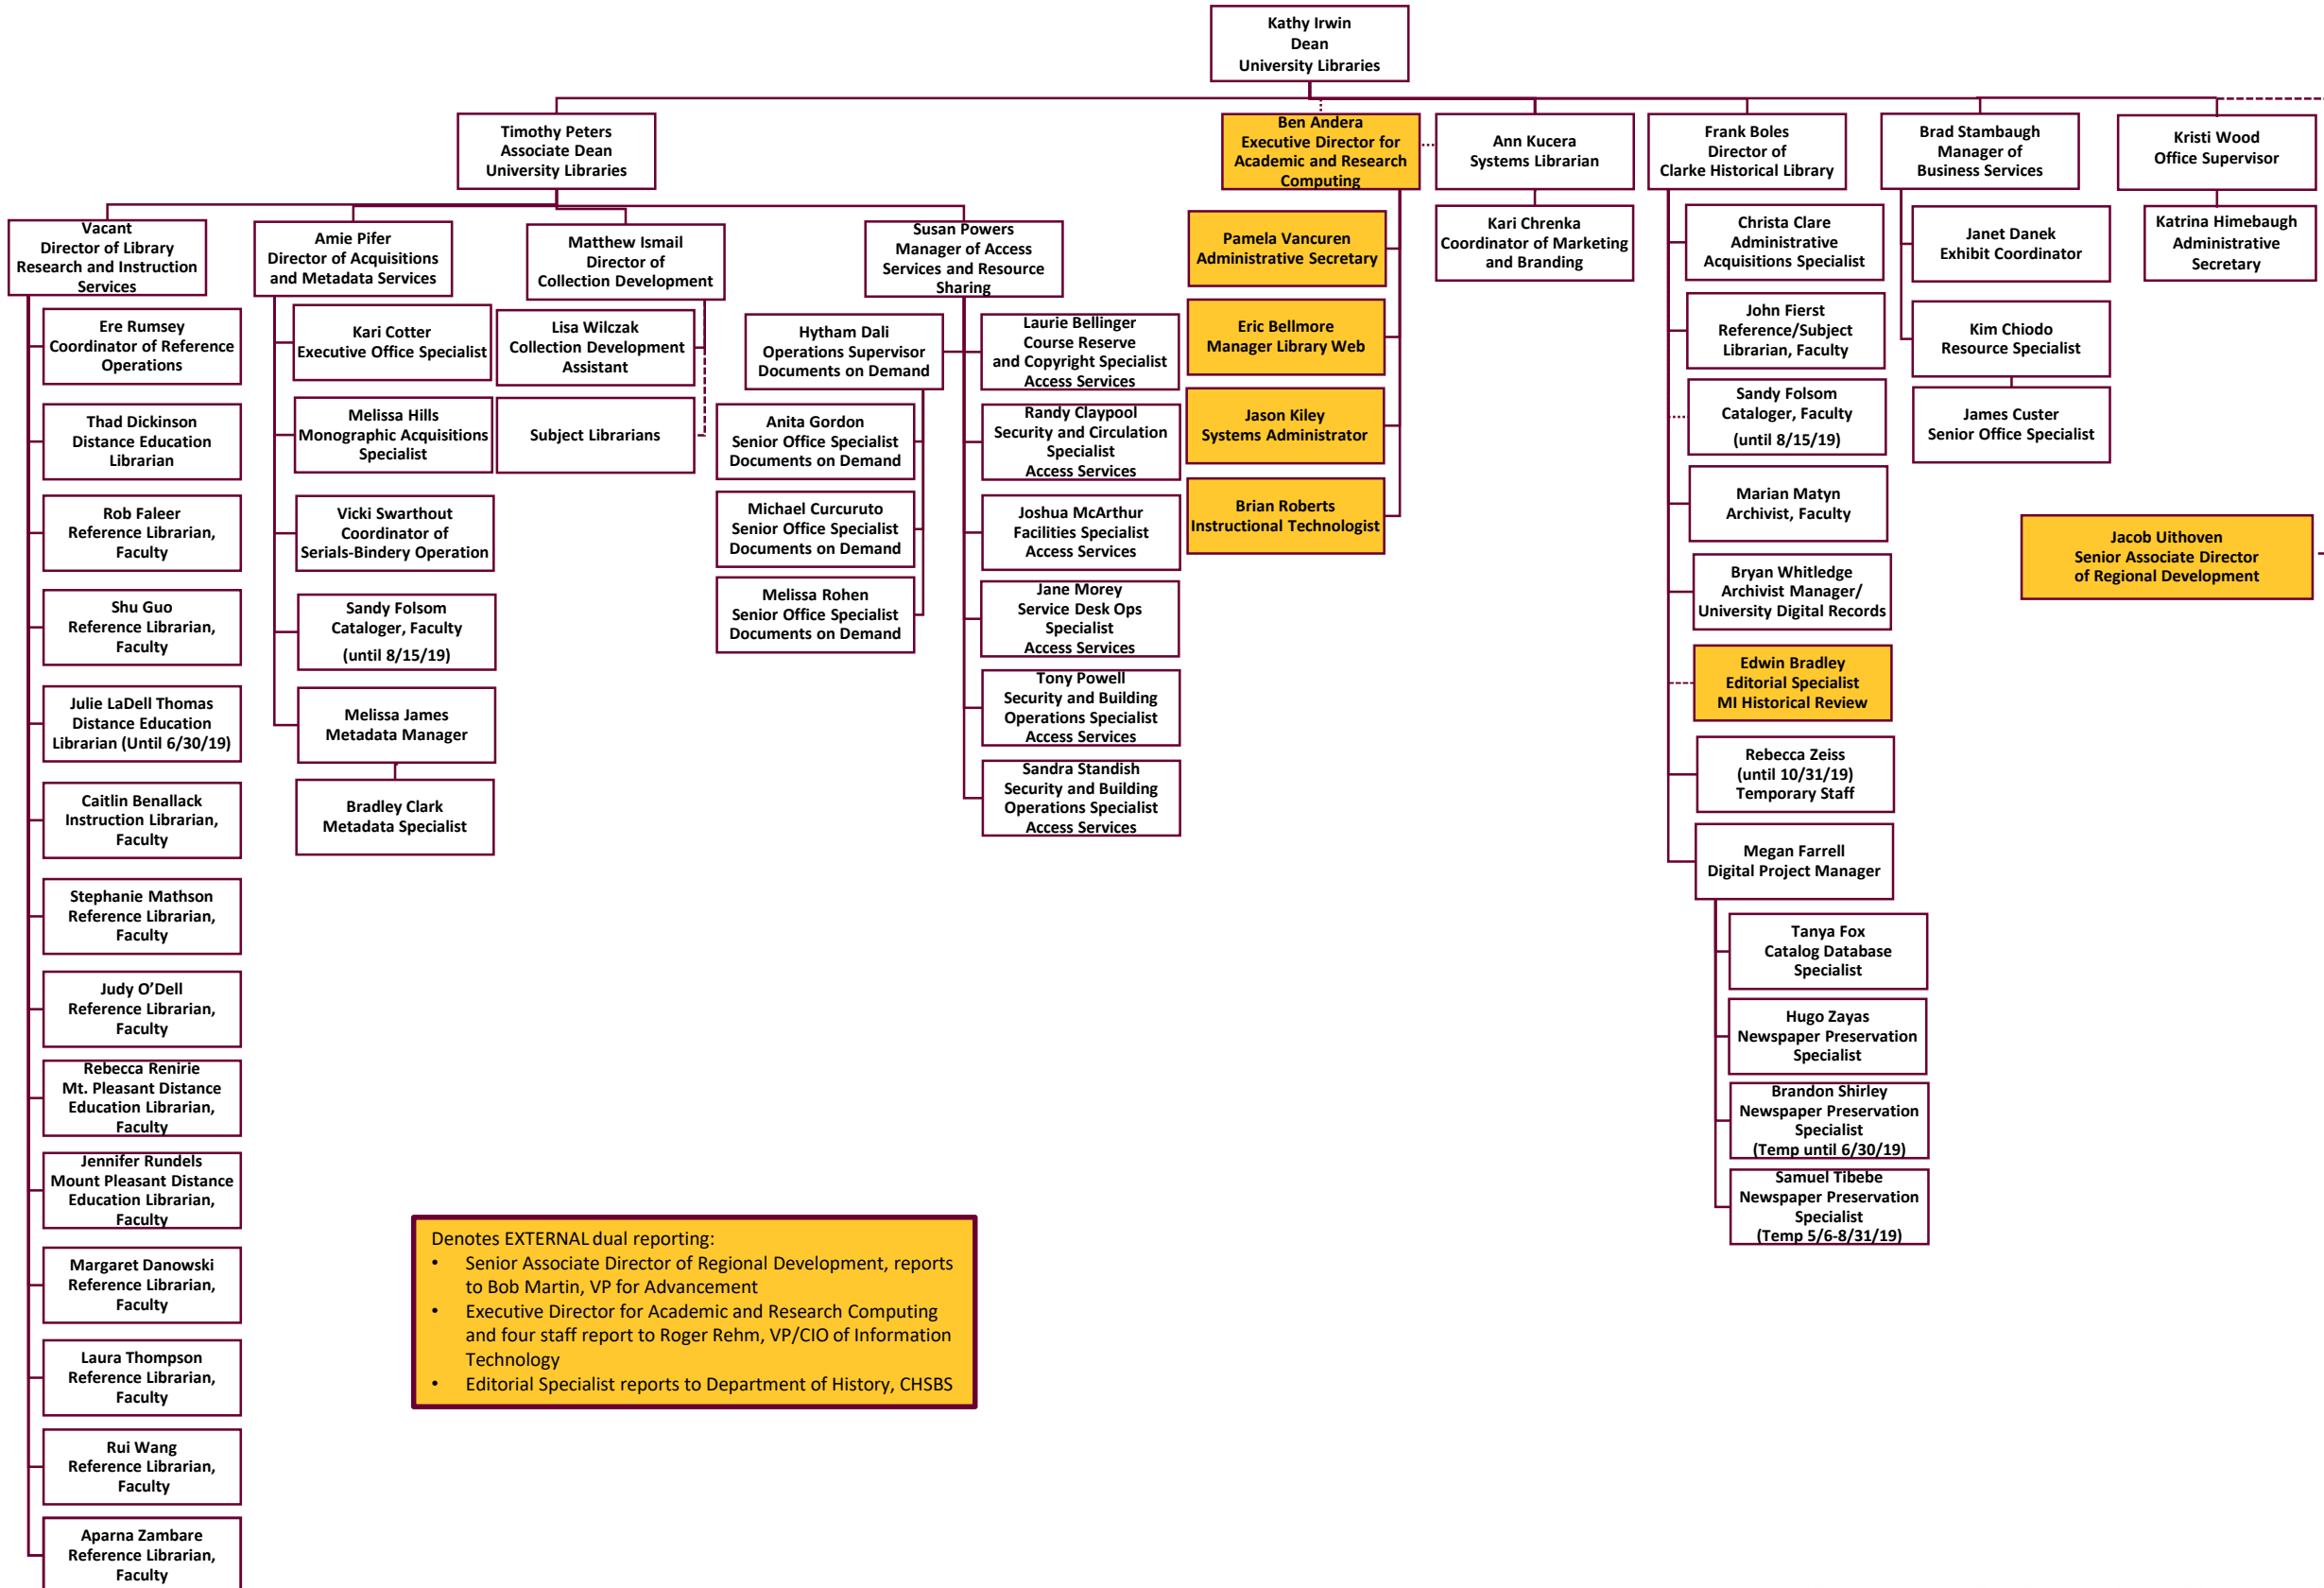 Kathy Irwin
Dean
University Libraries
Timothy Peters
Associate Dean
University Libraries
Ben Andera
Executive Director for
Academic and Research
Computing
Ann Kucera
Systems Librarian
Frank Boles
Director of
Clarke Historical Library
Brad Stambaugh
Manager of
Business Services
Kristi Wood
Office Supervisor
Vacant
Director of Library
Research and Instruction
Services
Amie Pifer
Director of Acquisitions
and Metadata Services
Matthew Ismail
Director of
Collection Development
Susan Powers
Manager of Access
Services and Resource
Sharing
Ere Rumsey
Coordinator of Reference
Operations
Thad Dickinson
Distance Education
Librarian
Rob Faleer
Reference Librarian,
Faculty
Shu Guo
Reference Librarian,
Faculty
Julie LaDell Thomas
Distance Education
Librarian (Until 6/30/19)
Caitlin Benallack
Instruction Librarian,
Faculty
Stephanie Mathson
Reference Librarian,
Faculty
Judy O’Dell
Reference Librarian,
Faculty
Rebecca Renirie
Mt. Pleasant Distance
Education Librarian,
Faculty
Jennifer Rundels
Mount Pleasant Distance
Education Librarian,
Faculty
Margaret Danowski
Reference Librarian,
Faculty
Laura Thompson
Reference Librarian,
Faculty
Rui Wang
Reference Librarian,
Faculty
Aparna Zambare
Reference Librarian,
Faculty
Kari Cotter
Executive Office Specialist
Melissa Hills
Monographic Acquisitions
Specialist
Vicki Swarthout
Coordinator of
Serials-Bindery Operation
Sandy Folsom
Cataloger, Faculty
(until 8/15/19)
Melissa James
Metadata Manager
Bradley Clark
Metadata Specialist
Lisa Wilczak
Collection Development
Assistant
Subject Librarians
Hytham Dali
Operations Supervisor
Documents on Demand
Anita Gordon
Senior Office Specialist
Documents on Demand
Michael Curcuruto
Senior Office Specialist
Documents on Demand
Melissa Rohen
Senior Office Specialist
Documents on Demand
Laurie Bellinger
Course Reserve
and Copyright Specialist
Access Services
Randy Claypool
Security and Circulation
Specialist
Access Services
Joshua McArthur
Facilities Specialist
Access Services
Jane Morey
Service Desk Ops
Specialist
Access Services
Tony Powell
Security and Building
Operations Specialist
Access Services
Sandra Standish
Security and Building
Operations Specialist
Access Services
Pamela Vancuren
Administrative Secretary
Eric Bellmore
Manager Library Web
Jason Kiley
Systems Administrator
Brian Roberts
Instructional Technologist
Kari Chrenka
Coordinator of Marketing
and Branding
Christa Clare
Administrative
Acquisitions Specialist
John Fierst
Reference/Subject
Librarian, Faculty
Sandy Folsom
Cataloger, Faculty
(until 8/15/19)
Marian Matyn
Archivist, Faculty
Bryan Whitledge
Archivist Manager/
University Digital Records
Edwin Bradley
Editorial Specialist
MI Historical Review
Rebecca Zeiss
(until 10/31/19)
Temporary Staff
Megan Farrell
Digital Project Manager
Tanya Fox
Catalog Database
Specialist
Hugo Zayas
Newspaper Preservation
Specialist
Brandon Shirley
Newspaper Preservation
Specialist
(Temp until 6/30/19)
Samuel Tibebe
Newspaper Preservation
Specialist
(Temp 5/6-8/31/19)
Janet Danek
Exhibit Coordinator
Kim Chiodo
Resource Specialist
James Custer
Senior Office Specialist
Katrina Himebaugh
Administrative
Secretary
Jacob Uithoven
Senior Associate Director
of Regional Development
Denotes EXTERNAL dual reporting:
• Senior Associate Director of Regional Development, reports
to Bob Martin, VP for Advancement
• Executive Director for Academic and Research Computing
and four staff report to Roger Rehm, VP/CIO of Information
Technology
• Editorial Specialist reports to Department of History, CHSBS